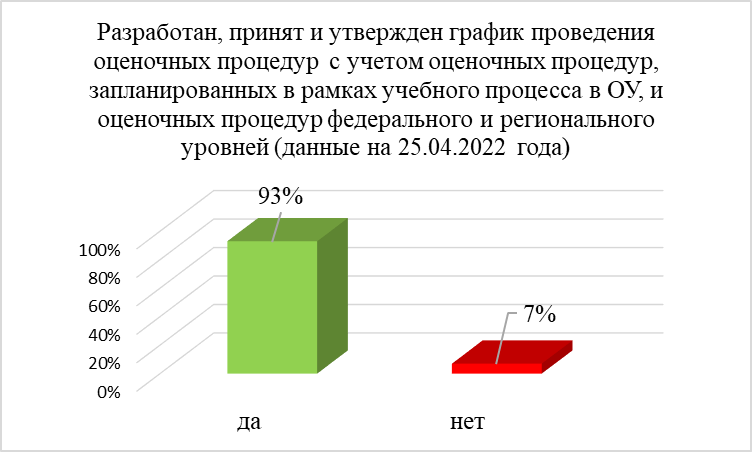 Разработан, принят и утвержден график проведения
оценочных процедур с учетом оценочных процедур,
запланированных в рамках учебного процесса в ОУ, и
оценочных процедур федерального и регионального
уровней (данные на 25.04.2022 года)
93%
100%
80%
60%
40%
20%
0%
7%
да
нет